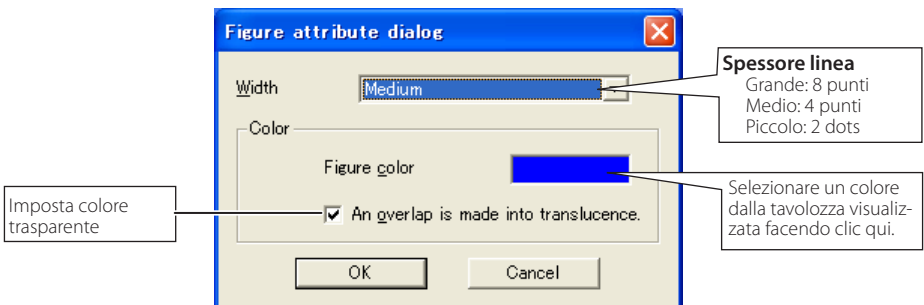 Figure attribute dialog
Width
Medium
Spessore linea
Grande: 8 punti
Medio: 4 punti
Piccolo: 2 dots
Color
Figure color
Imposta colore
trasparente
An overlap is made into translucence.
Selezionare un colore
dalla tavolozza visualiz-
zata facendo clic qui.
OK
Cancel